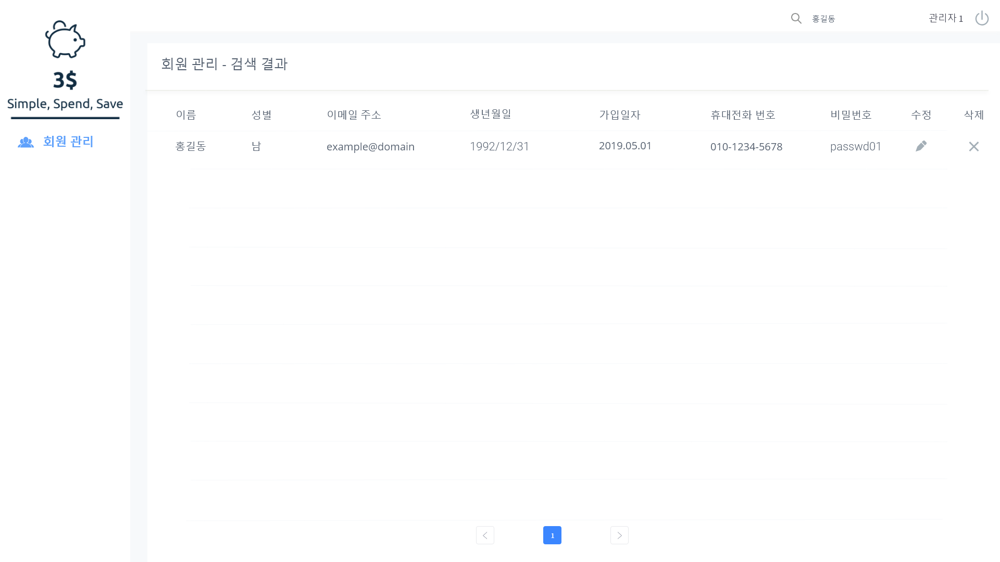 홍길동
관리자 1
3$
Simple, Spend, Save
회원 관리
회원 관리 - 검색 결과
이름 성별 이메일 주소 생년월일 가입일자 휴대전화 번호 비밀번호 수정 삭제
홍길동 남 example@domain 1992/12/31 2019.05.01 010-1234-5678 passwd01
1